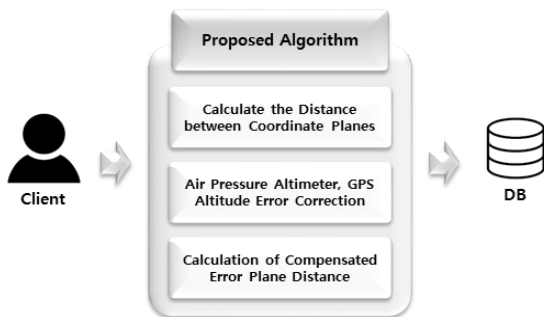 Proposed Algorithm
Calculate the Distance
between Coordinate Planes
Air Pressure Altimeter, GPS
Altitude Error Correction
Calculation of Compensated
Error Plane Distance
Client
DB